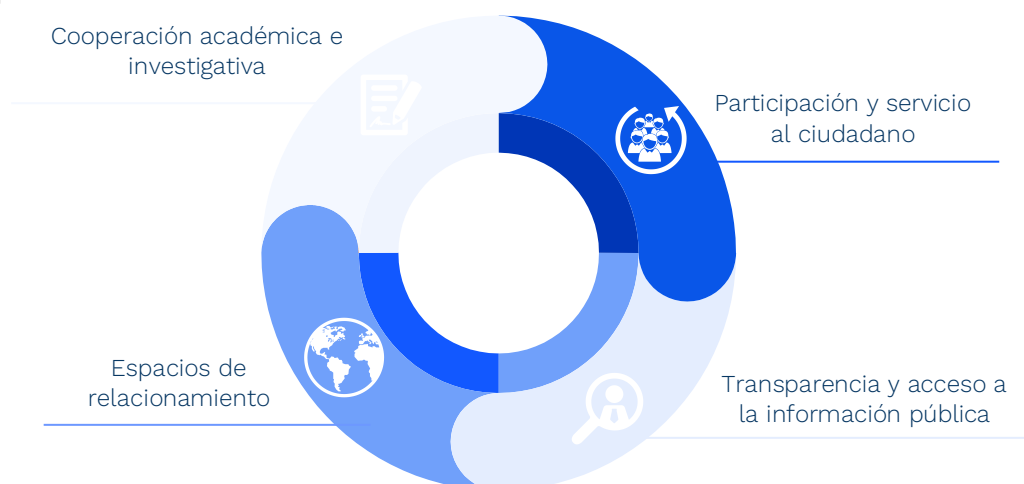 Cooperación académica e
investigativa
Participación y servicio
al ciudadano
Espacios de
relacionamiento
Transparencia y acceso a
la información pública